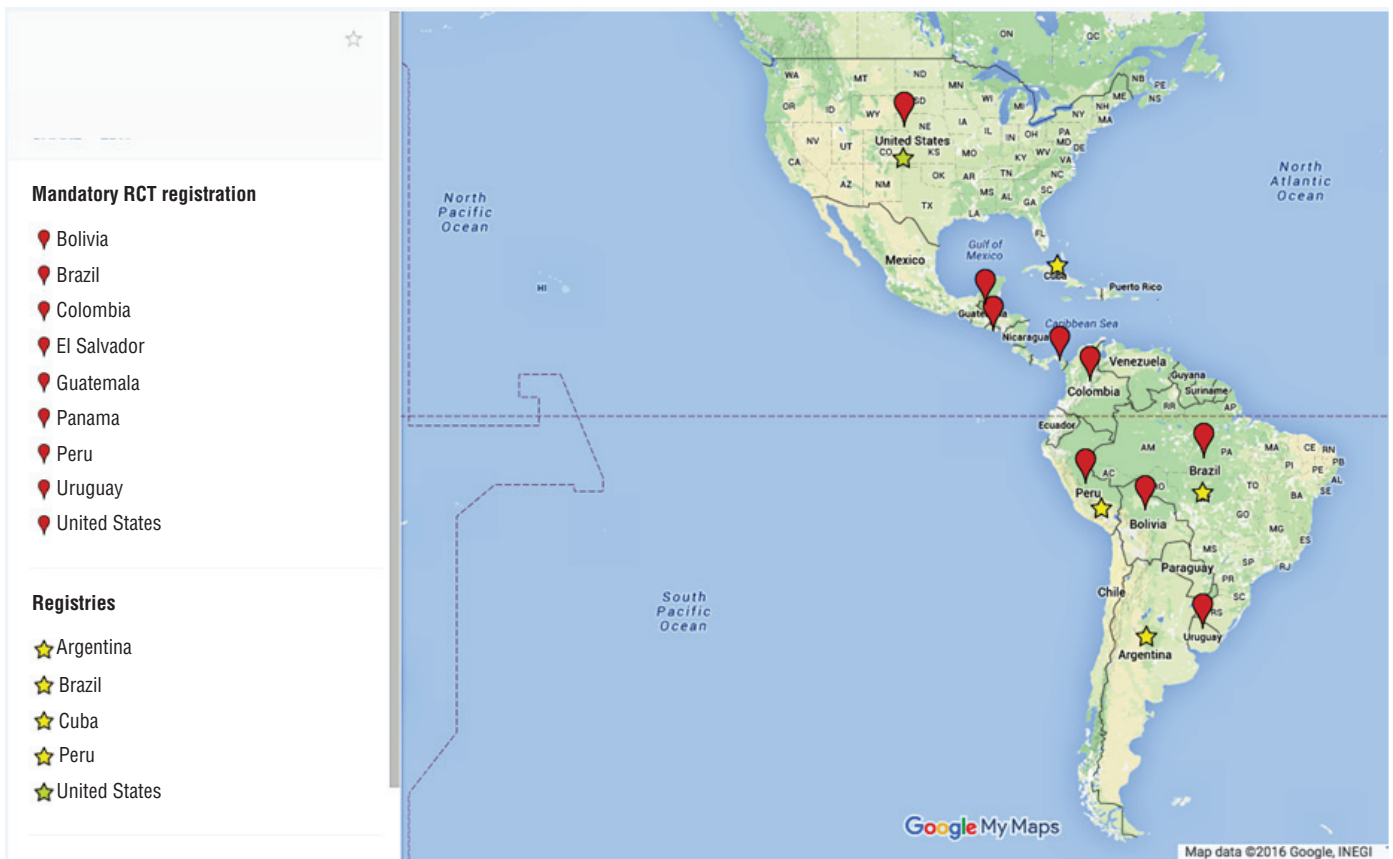 Mandatory RCT registration
Bolivia
Brazil
Colombia
El Salvador
Guatemala
Panama
Peru
Uruguay
United States
Registries
Argentina
Brazil
Cuba
Peru
United States
ON
QC
WA
MT
ND
MN
NB
PE
NS
OR
ID
WY
SD
WI
MI
ME
NH
NY
MA
NE
IA
IL
IN
OH
PA
MD
DE
NV
UT
United States
CO
KS
MO
KY
WV
VA
CA
AZ
NM
OK
AR
TN
NC
SC
MS
AL
GA
TX
LA
FL
North
Pacific
Ocean
North
Atlantic
Ocean
Gulf of
Mexico
Mexico
HI
Cuba
Puerto Rico
Caribbean Sea
Nicaragua
Venezuela
Guyana
Suriname
Colombia
RR
AP
Ecuador
AM
PA
MA
CE
RN
PB
AC
Brazil
PI
PE
AL
SE
Peru
TO
BA
Bolivia
GO
MG
ES
MS
Paraguay
SP
RJ
PR
Chile
SC
RS
South
Pacific
Ocean
Uruguay
Argentina
Google My Maps
Map data ©2016 Google, INEGI